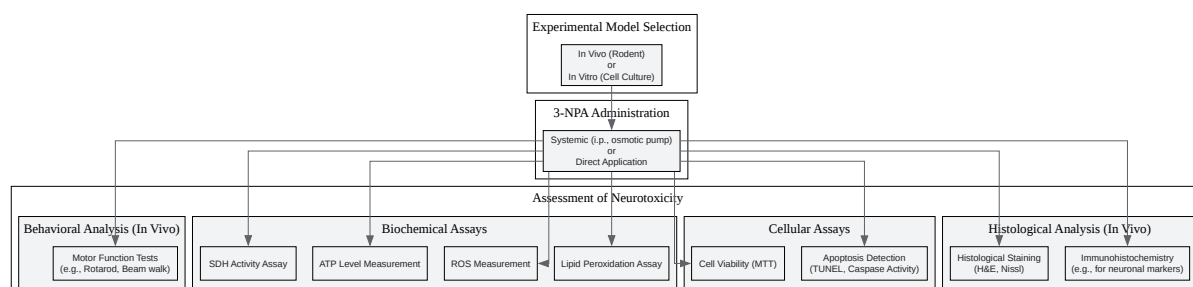 Experimental Model Selection
In Vivo (Rodent)
or
In Vitro (Cell Culture)
3-NPA Administration
Systemic (i.p., osmotic pump)
or
Direct Application
Assessment of Neurotoxicity
Behavioral Analysis (In Vivo)
Motor Function Tests
(e.g., Rotarod, Beam walk)
Biochemical Assays
SDH Activity Assay
ATP Level Measurement
ROS Measurement
Lipid Peroxidation Assay
Cellular Assays
Cell Viability (MTT)
Apoptosis Detection
(TUNEL, Caspase Activity)
Histological Analysis (In Vivo)
Histological Staining
(H&E, Nissl)
Immunohistochemistry
(e.g., for neuronal markers)